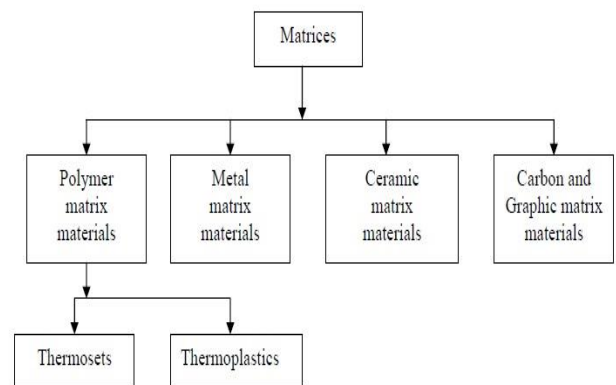 Matrices
Polymer
matrix
materials
Metal
matrix
materials
Ceramic
matrix
materials
Carbon and
Graphic matrix
materials
Thermosets
Thermoplastics